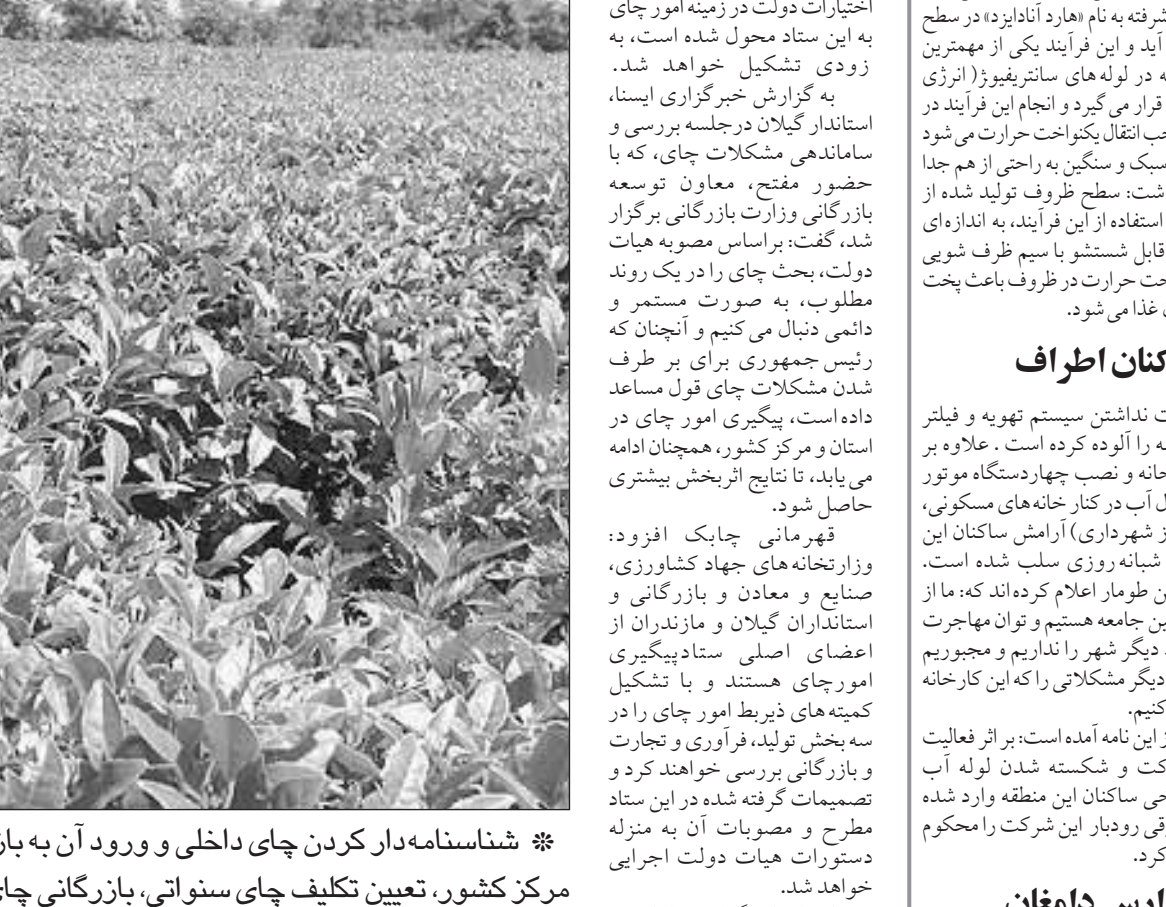 شرفته به نام «هارد آنادایزد» در سطح
آید و این فرآیند یکی از مهمترین
ه در لوله های سانتریفیوژ( انرژی
قرار می گیرد و انجام این فرآیند در
جب انتقال یکنواخت حرارت می شود
سبک و سنگین به راحتی از هم جدا
شت: سطح ظروف تولید شده از
استفاده از این فرآیند، به اندازه ای
قابل شستشو با سیم ظرف شویی
خت حرارت در ظروف باعث پخت
غذا می شود.
کنان اطراف
ت نداشتن سیستم تهویه و فیلتر
ه را آلوده کرده است . علاوه بر
خانه و نصب چهاردستگاه موتور
ل آب در کنار خانه های مسکونی،
ز شهرداری) آرامش ساکنان این
شبانه روزی سلب شده است.
ن طومار اعلام کرده اند که: ما از
ین جامعه هستیم و توان مهاجرت
دیگر شهر را نداریم و مجبوریم
دیگر مشکلاتی را که این کارخانه
کنیم.
ز این نامه آمده است: بر اثر فعالیت
کت و شکسته شدن لوله آب
حی ساکنان این منطقه وارد شده
قی رودبار این شرکت را محکوم
کرد.
دامغان
اختیارات دولت در زمینه امور چای
به این ستاد محول شده است، به
زودی تشکیل خواهد شد.
به گزارش خبرگزاری ایسنا،
استاندار گیلان درجلسه بررسی و
ساماندهی مشکلات چای، که با
حضور مفتح، معاون توسعه
بازرگانی وزارت بازرگانی برگزار
شد، گفت: براساس مصوبه هیات
دولت، بحث چای را در یک روند
مطلوب، به صورت مستمر و
دائمی دنبال می کنیم و آنچنان که
رئیس جمهوری برای بر طرف
شدن مشکلات چای قول مساعد
داده است، پیگیری امور چای در
استان و مرکز کشور، همچنان ادامه
می یابد، تا نتایج اثربخش بیشتری
حاصل شود.
قهرمانی چابک افزود:
وزارتخانه های جهاد کشاورزی،
صنایع و معادن و بازرگانی و
استانداران گیلان و مازندران از
اعضای اصلی ستادپیگیری
امورچای هستند و با تشکیل
کمیته های ذیربط امور چای را در
سه بخش تولید، فرآوری و تجارت
و بازرگانی بررسی خواهند کرد و
تصمیمات گرفته شده در این ستاد
مطرح و مصوبات آن به منزله
دستورات هیات دولت اجرایی
خواهد شد.
❊ شناسنامه‌دار کردن چای داخلی و ورود آن به باز
مرکز کشور، تعیین تکلیف چای سنواتی، بازرگانی چای